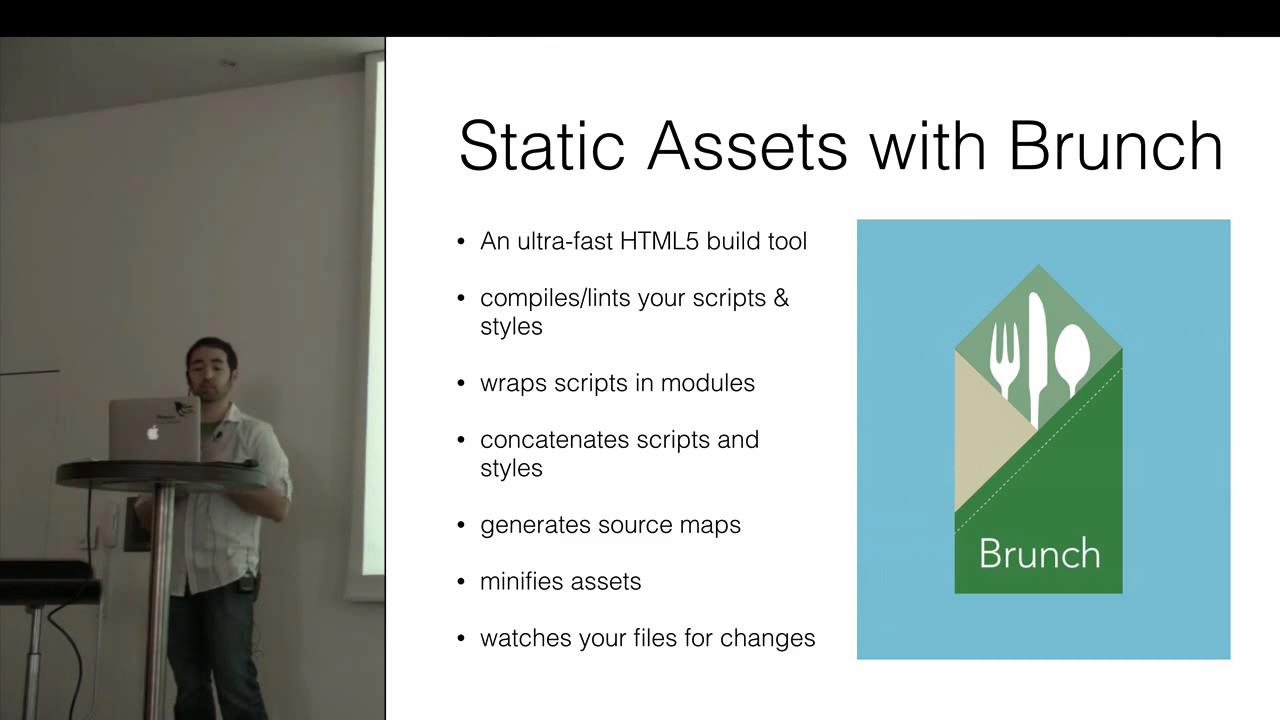 Static Assets with Brunch
• An ultra-fast HTML5 build tool
• compiles/lints your scripts &
styles
• wraps scripts in modules
• concatenates scripts and
styles
• generates source maps
• minifies assets
• watches your files for changes
Brunch